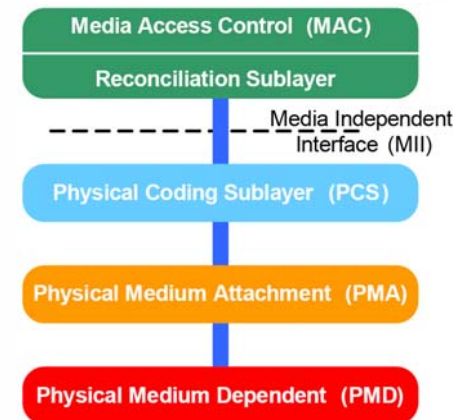 Media Access Control (MAC)
Reconciliation Sublayer
Media Independent
Interface (MII)
Physical Coding Sublayer (PCS)
Physical Medium Attachment (PMA)
Physical Medium Dependent (PMD)